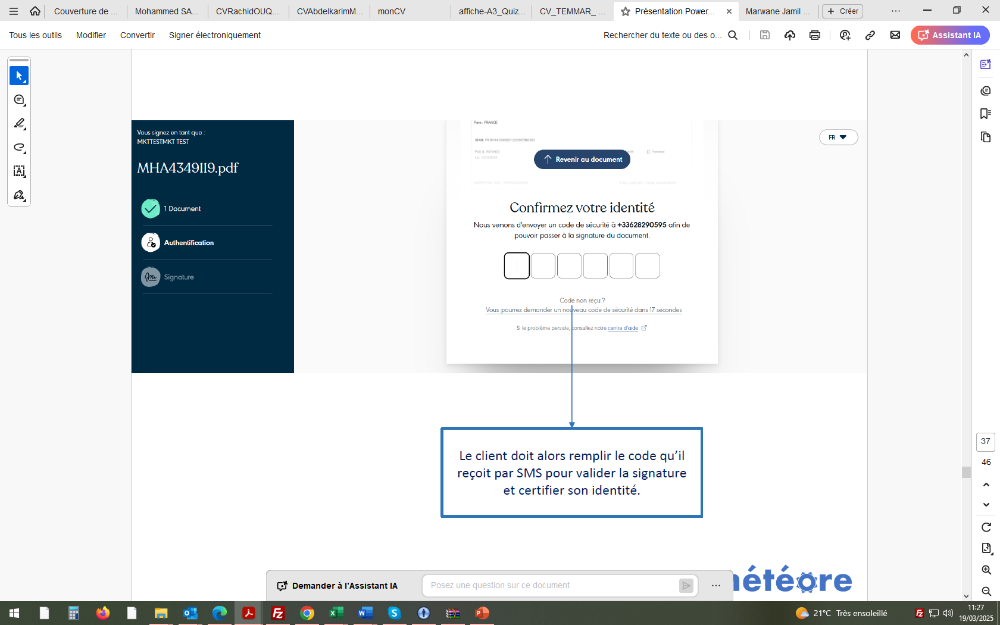 Couverture de ...
Mohammed SA...
CVRachidOUQ...
CVAbdelkarimM...
monCV
affiche-A3_Quiz...
CV_TEMMAR_ ...
Présentation Power...
Marwane Jamil ...
Créer
Tous les outils
Modifier
Convertir
Signer électroniquement
Rechercher du texte ou des o...
Assistant IA
Vous signez en tant que :
MKTTESTMKT TEST
MHA4349119.pdf
1 Document
Authentification
Signature
Pays : FRANCE
Fait à: RENNES
Le: 12/12/2024
Revenir au document
FR
Confirmez votre identité
Nous venons d'envoyer un code de sécurité à +33628290595 afin de
pouvoir passer à la signature du document.
Code non reçu ?
Vous pourrez demander un nouveau code de sécurité dans 17 secondes
Si le problème persiste, consultez notre centre d'aide
Le client doit alors remplir le code qu’il
reçoit par SMS pour valider la signature
et certifier son identité.
37
46
Demander à l’Assistant IA
Posez une question sur ce document
météore
21°C Très ensoleillé
11:27
19/03/2025